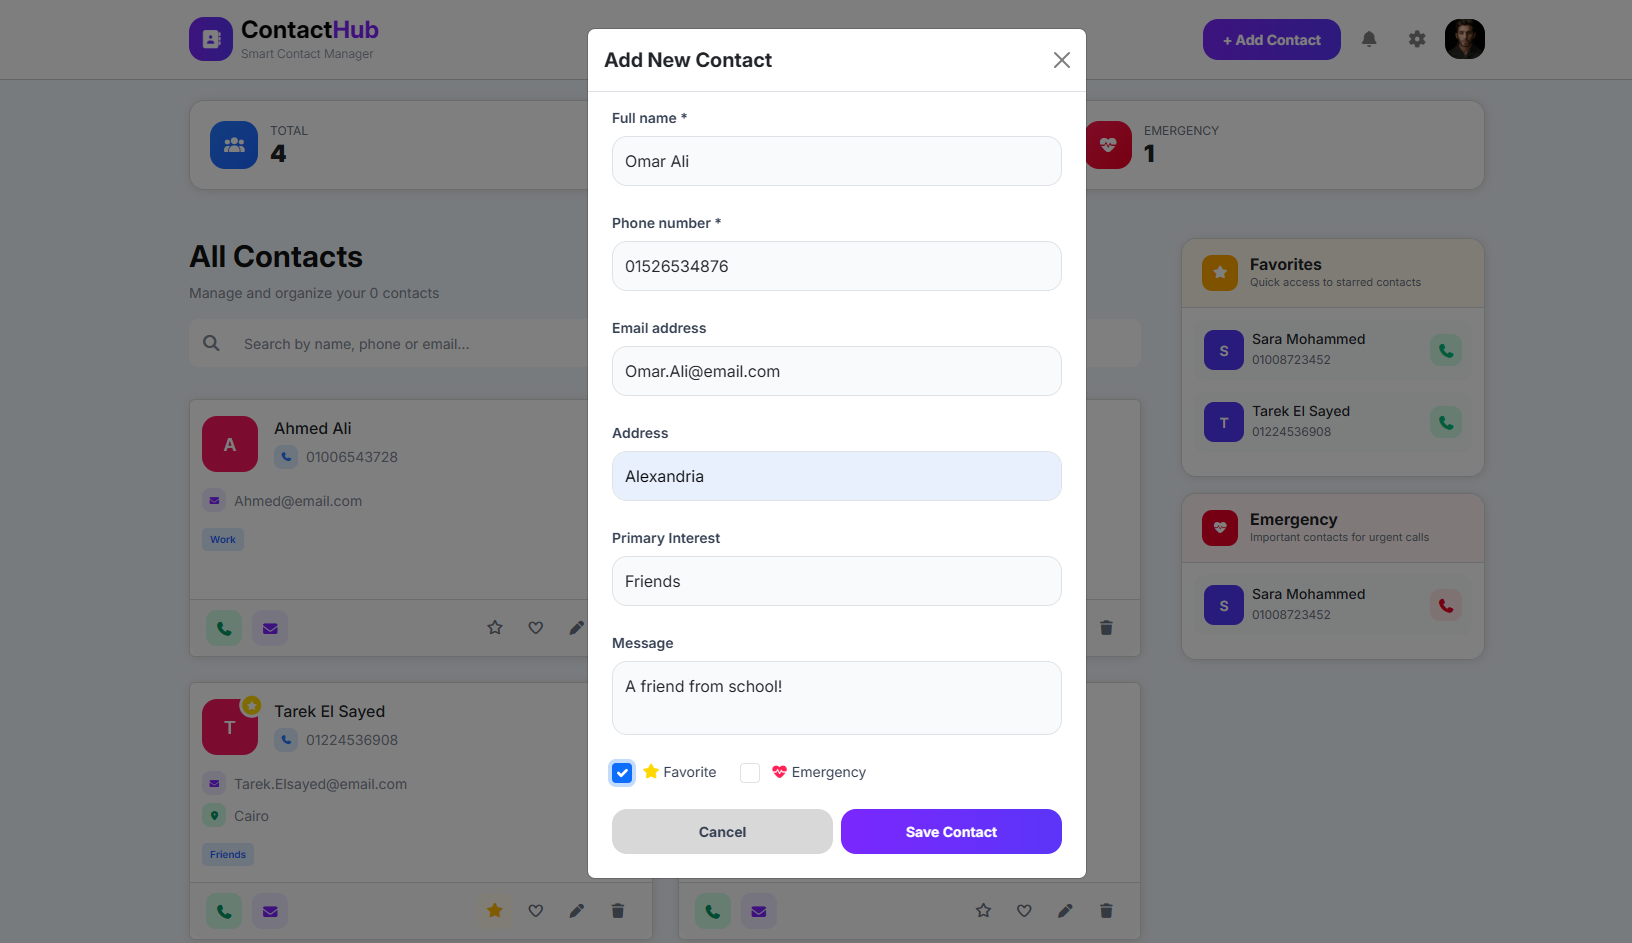 ContactHub
Smart Contact Manager
+ Add Contact
TOTAL
4
EMERGENCY
1
All Contacts
Manage and organize your 0 contacts
Search by name, phone or email...
A
Ahmed Ali
01006543728
Ahmed@email.com
Work
T
Tarek El Sayed
01224536908
Tarek.Elsayed@email.com
Cairo
Friends
Add New Contact
Full name *
Omar Ali
Phone number *
01526534876
Email address
Omar.Ali@email.com
Address
Alexandria
Primary Interest
Friends
Message
A friend from school!
Favorite
Emergency
Cancel
Save Contact
Favorites
Quick access to starred contacts
S
Sara Mohammed
01008723452
T
Tarek El Sayed
01224536908
Emergency
Important contacts for urgent calls
S
Sara Mohammed
01008723452